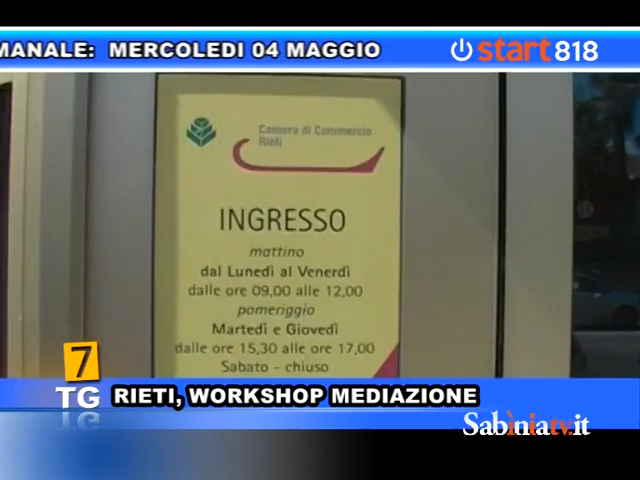 MANALE: MERCOLEDI 04 MAGGIO
start818
Camera di Commercio
Rieti
INGRESSO
mattino
dal Lunedì al Venerdì
dalle ore 09,00 alle 12,00
pomeriggio
Martedì e Giovedì
dalle ore 15,30 alle ore 17,00
Sabato - chiuso
7
TG
RIETI, WORKSHOP MEDIAZIONE
Sabiniatv.it